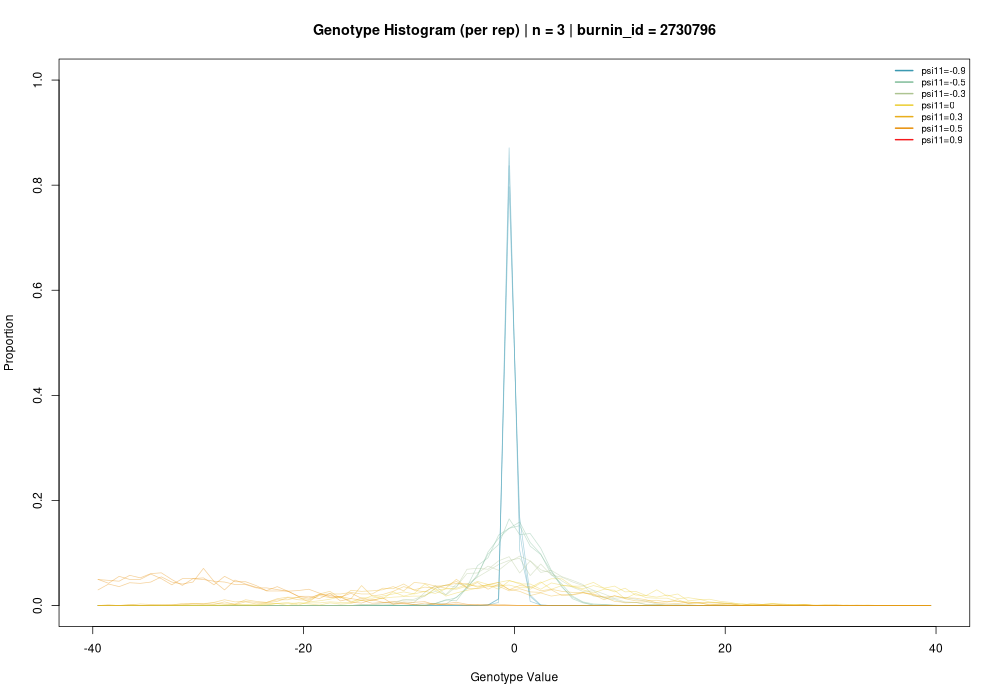 Genotype Histogram (per rep) | n = 3 | burnin_id = 2730796
psi11=-0.9
psi11=-0.5
psi11=-0.3
psi11=0
psi11=0.3
psi11=0.5
psi11=0.9
Proportion
1.0
0.8
0.6
0.4
0.2
0.0
-40
-20
0
20
40
Genotype Value